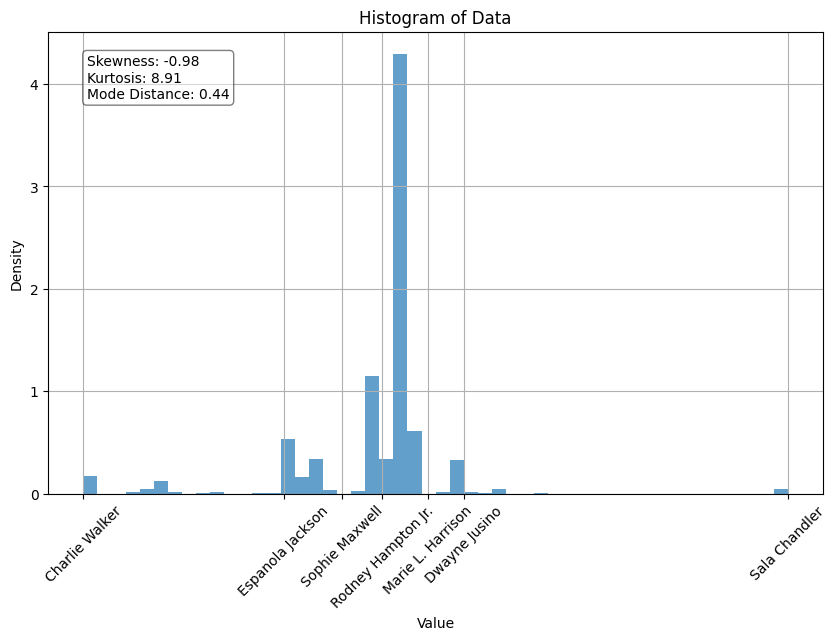 Histogram of Data
Skewness: -0.98
Kurtosis: 8.91
Mode Distance: 0.44
Density
4
3
2
1
0
Charlie Walker
Espanola Jackson
Sophie Maxwell
Rodney Hampton Jr.
Marie L. Harrison
Dwayne Jusino
Sala Chandler
Value